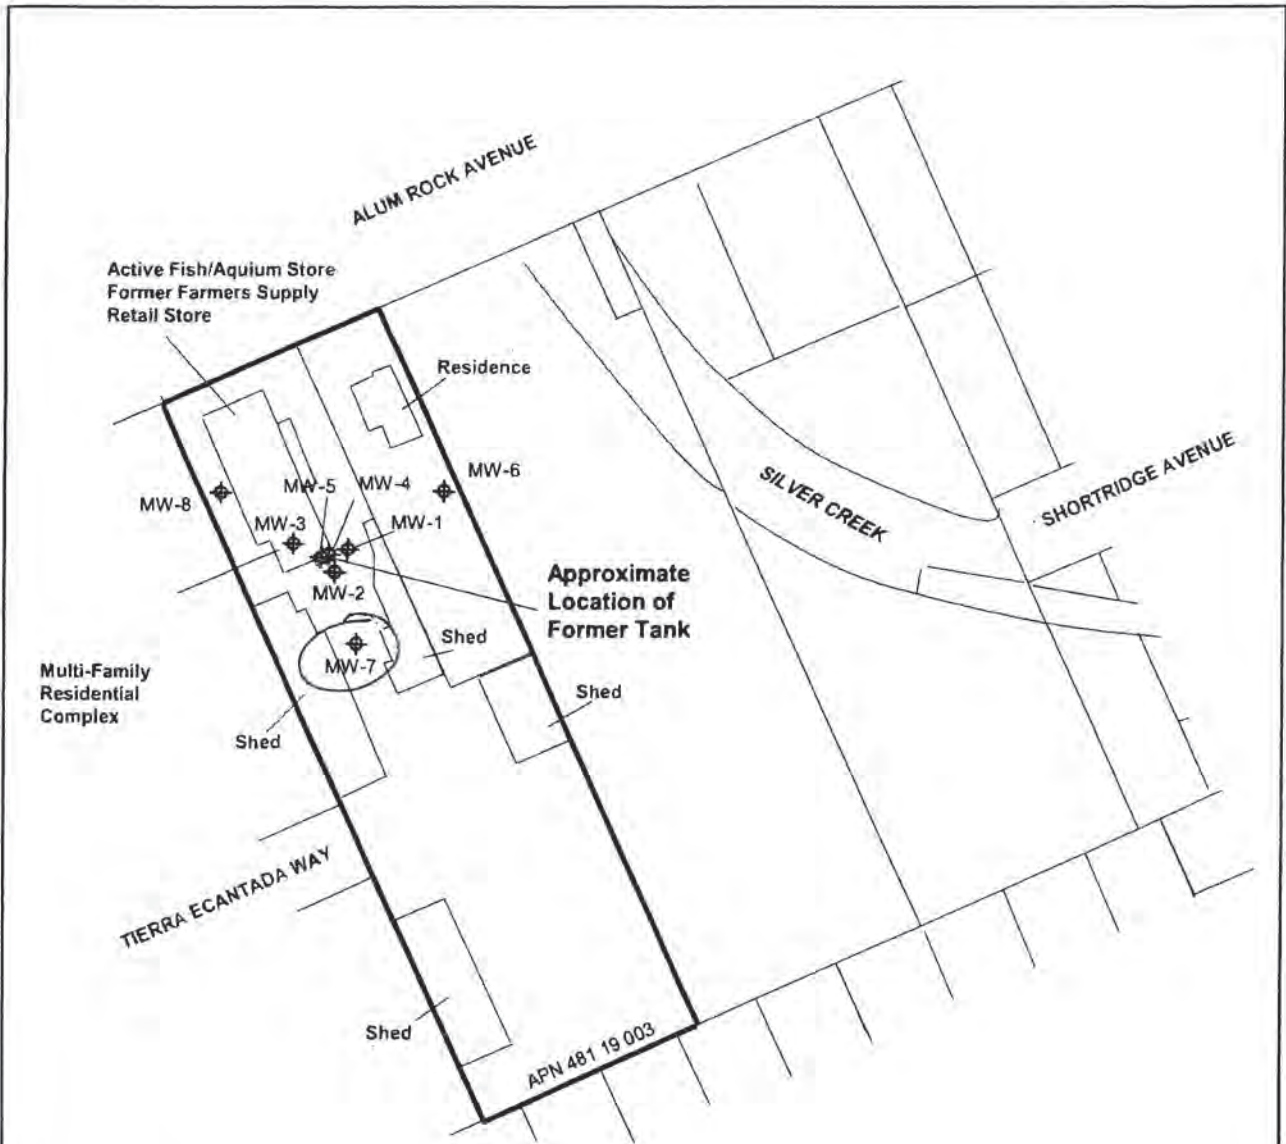 ALUM ROCK AVENUE
Active Fish/Aquium Store
Former Farmers Supply
Retail Store
Residence
MW-6
MW-5
MW-4
MW-8
MW-3
MW-1
SILVER CREEK
SHORTRIDGE AVENUE
MW-2
Approximate
Location of
Former Tank
Shed
MW-7
Multi-Family
Residential
Complex
Shed
Shed
TIERRA ECANTADA WAY
Shed
APN 481 19 003